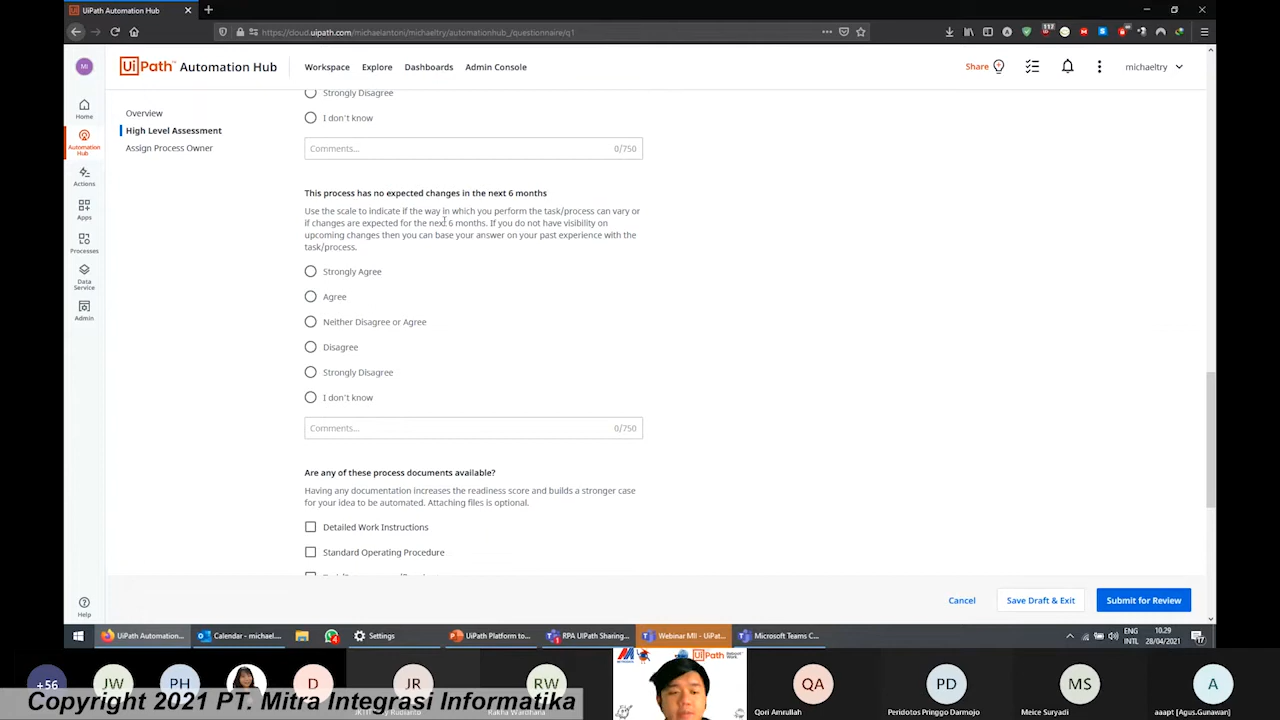 UiPath Automation Hub
https://cloud.uipath.com/michaelantoni/michaeltry/automationhub_/questionnaire/q1
113
MI
UiPath™ Automation Hub
Workspace
Explore
Dashboards
Admin Console
Share
michaeltry
Home
Automation
Hub
Actions
Apps
Processes
Data
Service
Admin
Help
Overview
High Level Assessment
Assign Process Owner
Strongly Disagree
I don't know
Comments...
0/750
This process has no expected changes in the next 6 months
Use the scale to indicate if the way in which you perform the task/process can vary or
if changes are expected for the next 6 months. If you do not have visibility on
upcoming changes then you can base your answer on your past experience with the
task/process.
Strongly Agree
Agree
Neither Disagree or Agree
Disagree
Strongly Disagree
I don't know
Comments...
0/750
Are any of these process documents available?
Having any documentation increases the readiness score and builds a stronger case
for your idea to be automated. Attaching files is optional.
Detailed Work Instructions
Standard Operating Procedure
Cancel
Save Draft & Exit
Submit for Review
UiPath Automation...
Calendar - michael....
Settings
UiPath Platform to...
RPA UIPath Sharing...
Webinar MII - UiPat...
Microsoft Teams C...
ENG
INTL
10.29
28/04/2021
+56
JW
PH
D
JR
RW
QA
PD
MS
A
Copyright 2021 PT. Mitra Integrasi Informatika
Rakha Wardhana
METRODATA
UiPath
Reboot
Work.
Qori Amrullah
Peridotos Pringgo Darmojo
Meice Suryadi
aaapt [Agus.Gunawan]